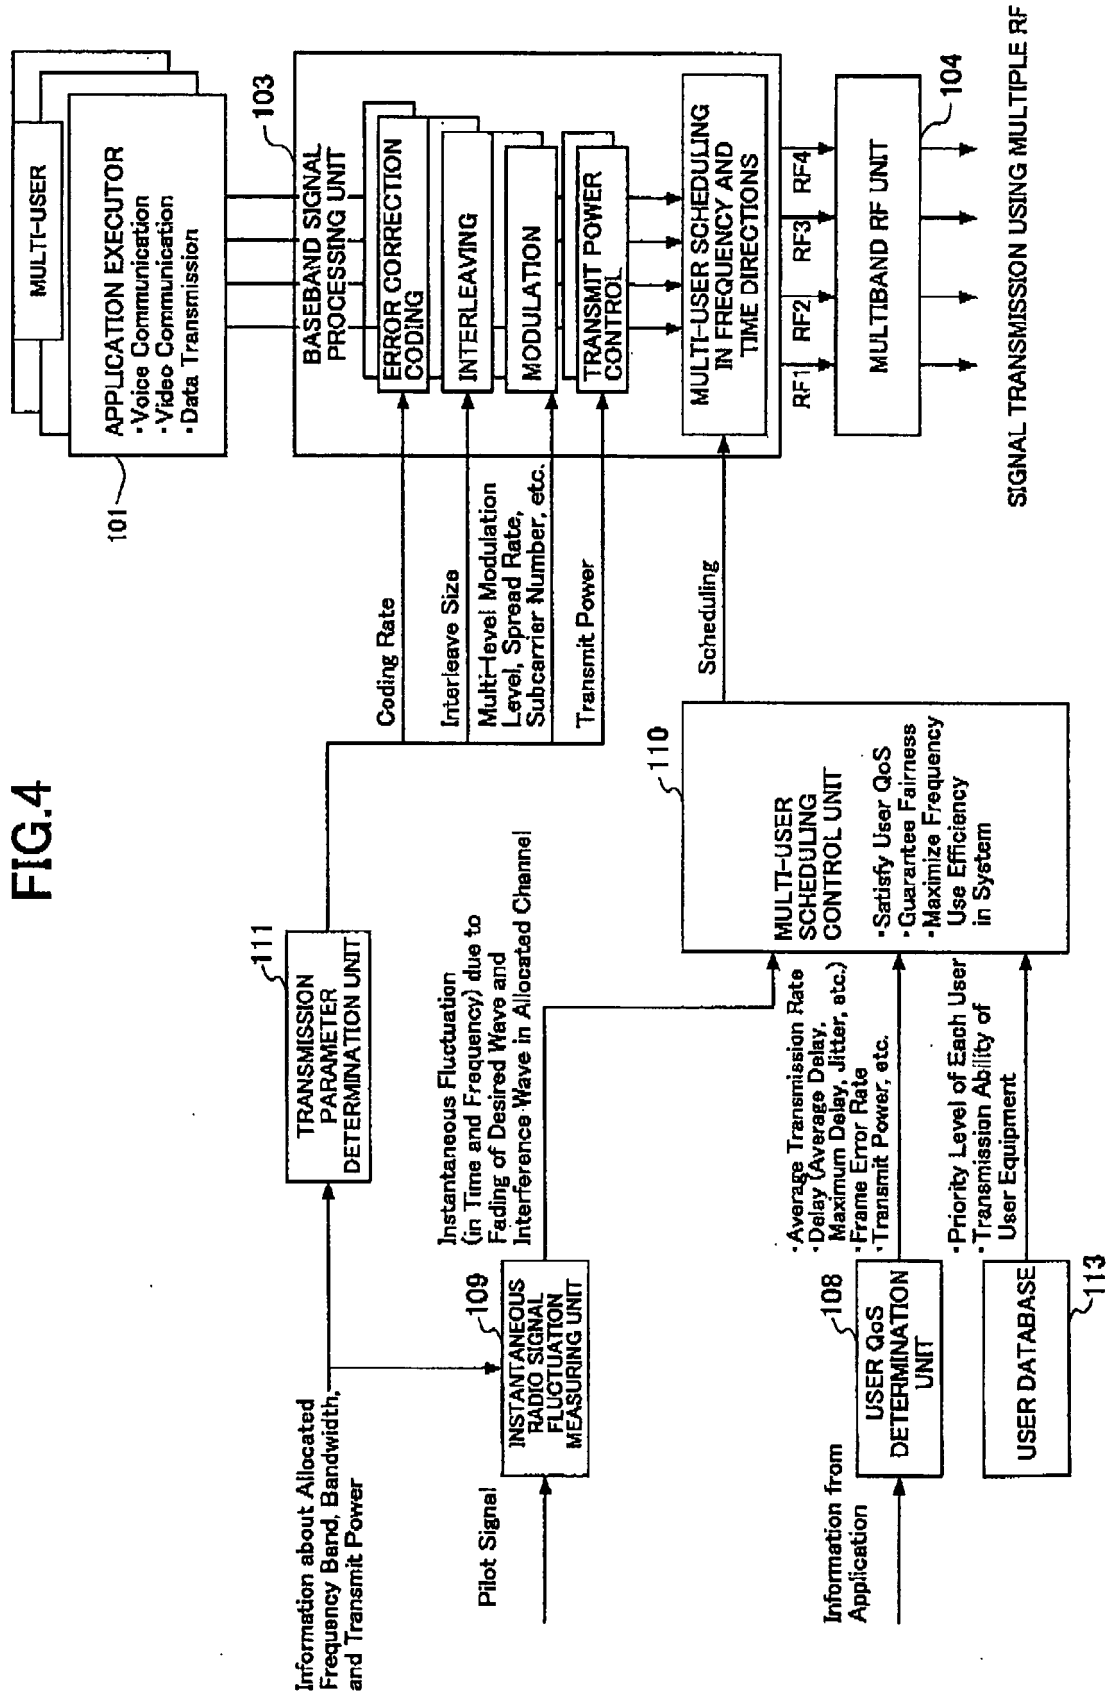 FIG.4
MULTI-USER
APPLICATION EXECUTOR
・Voice Communication
・Video Communication
・Data Transmission
101
103
BASEBAND SIGNAL
PROCESSING UNIT
ERROR CORRECTION
CODING
INTERLEAVING
MODULATION
TRANSMIT POWER
CONTROL
MULTI-USER SCHEDULING
IN FREQUENCY AND
TIME DIRECTIONS
RF1
RF2
RF3
RF4
MULTIBAND RF UNIT
104
SIGNAL TRANSMISSION USING MULTIPLE RF
Coding Rate
Interleave Size
Multi-level Modulation
Level, Spread Rate,
Subcarrier Number, etc.
Transmit Power
Scheduling
111
TRANSMISSION
PARAMETER
DETERMINATION UNIT
110
MULTI-USER
SCHEDULING
CONTROL UNIT
・Satisfy User QoS
・Guarantee Fairness
・Maximize Frequency
Use Efficiency
in System
Instantaneous Fluctuation
(in Time and Frequency) due to
Fading of Desired Wave and
Interference Wave in Allocated Channel
・Average Transmission Rate
・Delay (Average Delay,
Maximum Delay, Jitter, etc.)
・Frame Error Rate
・Transmit Power, etc.
・Priority Level of Each User
・Transmission Ability of
User Equipment
109
INSTANTANEOUS
RADIO SIGNAL
FLUCTUATION
MEASURING UNIT
108
USER QoS
DETERMINATION
UNIT
USER DATABASE
113
Information about Allocated
Frequency Band, Bandwidth,
and Transmit Power
Pilot Signal
Information from
Application